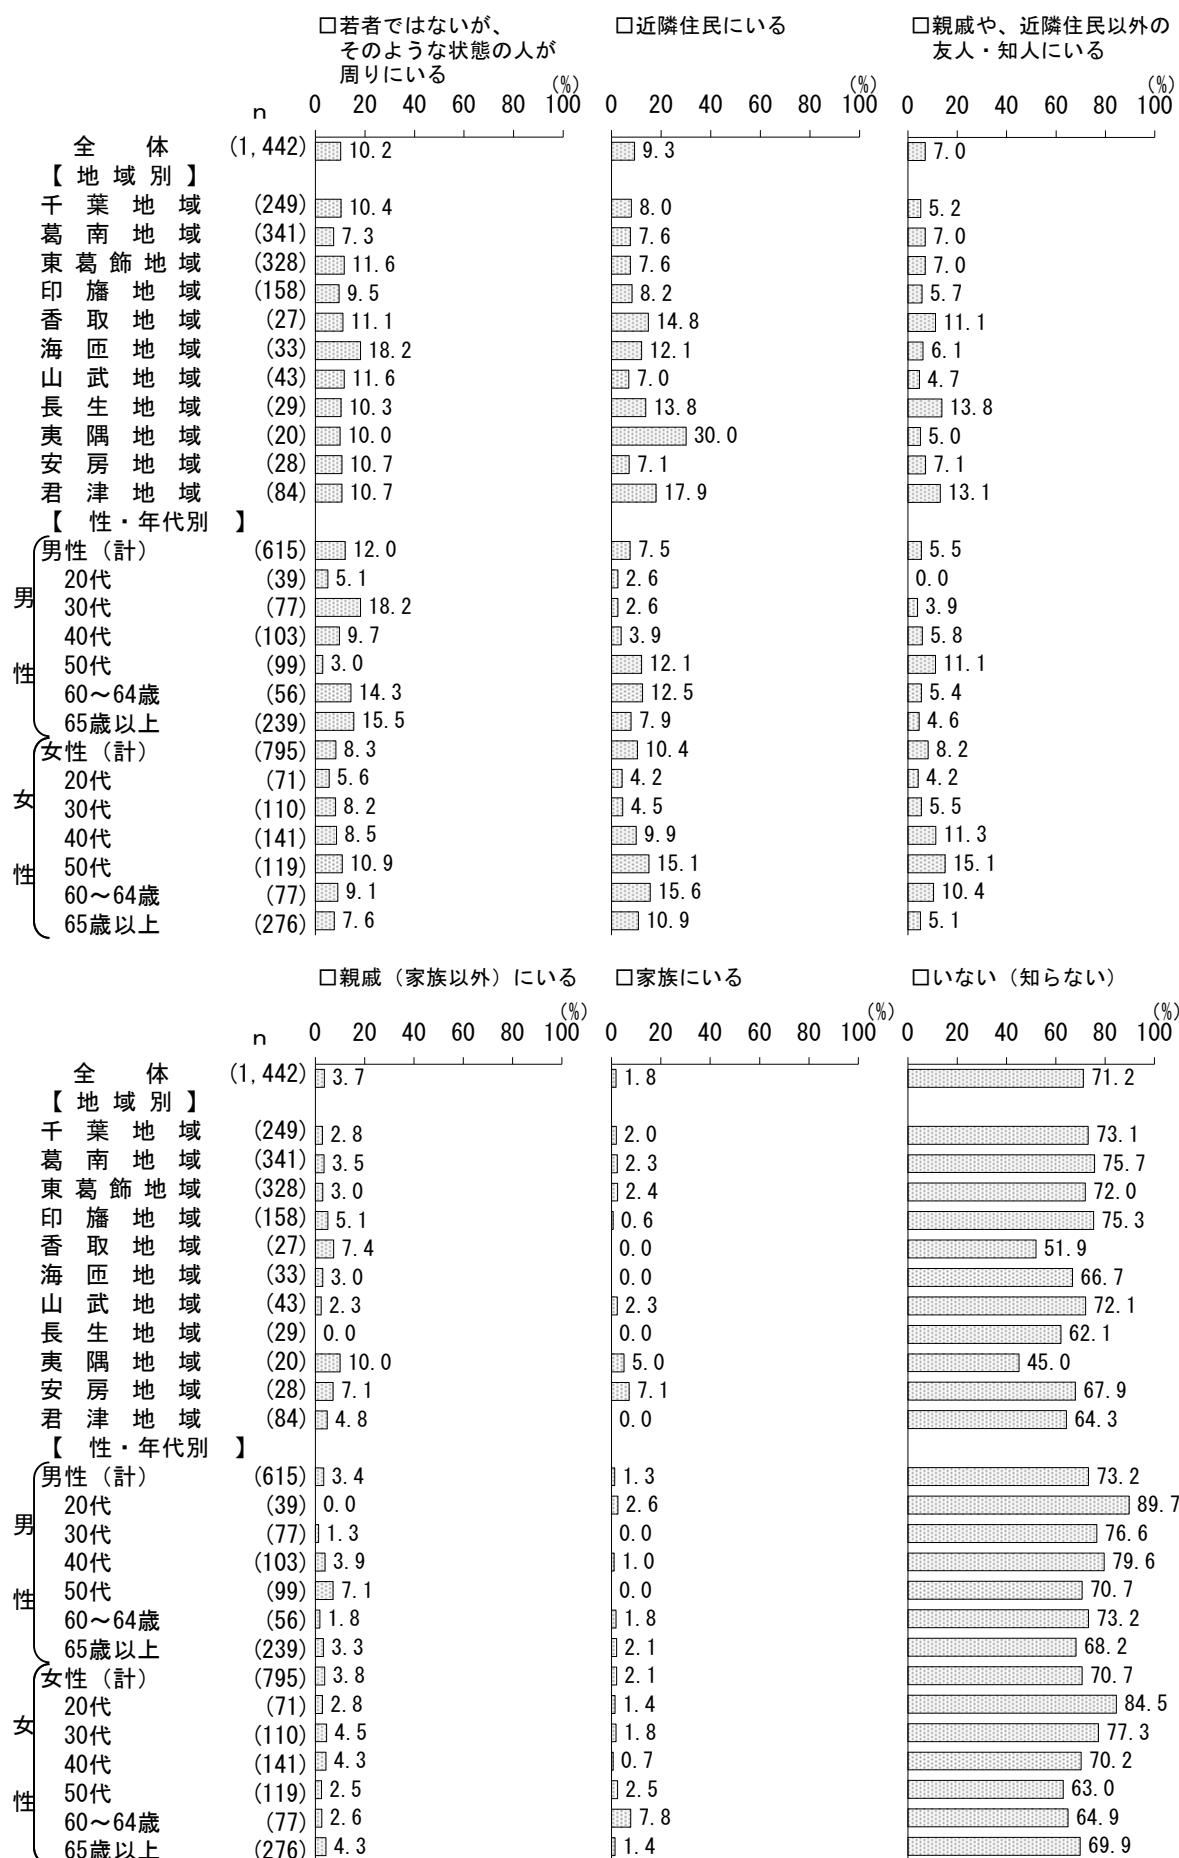 □若者ではないが、 □近隣住民にいる □親戚や、近隣住民以外の
そのような状態の人が 友人・知人にいる
周りにいる
(%) (%) (%)
n 0 20 40 60 80 100 0 20 40 60 80 100 0 20 40 60 80 100
全体 (1,442) 10.2 9.3 7.0
【地域別】
千葉地域 (249) 10.4 8.0 5.2
葛南地域 (341) 7.3 7.6 7.0
東葛飾地域 (328) 11.6 7.6 7.0
印旛地域 (158) 9.5 8.2 5.7
香取地域 (27) 11.1 14.8 11.1
海匝地域 (33) 18.2 12.1 6.1
山武地域 (43) 11.6 7.0 4.7
長生地域 (29) 10.3 13.8 13.8
夷隅地域 (20) 10.0 30.0 5.0
安房地域 (28) 10.7 7.1 7.1
君津地域 (84) 10.7 17.9 13.1
【性・年代別】
男性（計） (615) 12.0 7.5 5.5
20代 (39) 5.1 2.6 0.0
男 30代 (77) 18.2 2.6 3.9
40代 (103) 9.7 3.9 5.8
性 50代 (99) 3.0 12.1 11.1
60～64歳 (56) 14.3 12.5 5.4
65歳以上 (239) 15.5 7.9 4.6
女性（計） (795) 8.3 10.4 8.2
20代 (71) 5.6 4.2 4.2
女 30代 (110) 8.2 4.5 5.5
40代 (141) 8.5 9.9 11.3
性 50代 (119) 10.9 15.1 15.1
60～64歳 (77) 9.1 15.6 10.4
65歳以上 (276) 7.6 10.9 5.1
□親戚（家族以外）にいる □家族にいる □いない（知らない）
(%) (%) (%)
n 0 20 40 60 80 100 0 20 40 60 80 100 0 20 40 60 80 100
全体 (1,442) 3.7 1.8 71.2
【地域別】
千葉地域 (249) 2.8 2.0 73.1
葛南地域 (341) 3.5 2.3 75.7
東葛飾地域 (328) 3.0 2.4 72.0
印旛地域 (158) 5.1 0.6 75.3
香取地域 (27) 7.4 0.0 51.9
海匝地域 (33) 3.0 0.0 66.7
山武地域 (43) 2.3 2.3 72.1
長生地域 (29) 0.0 0.0 62.1
夷隅地域 (20) 10.0 5.0 45.0
安房地域 (28) 7.1 7.1 67.9
君津地域 (84) 4.8 0.0 64.3
【性・年代別】
男性（計） (615) 3.4 1.3 73.2
20代 (39) 0.0 2.6 89.7
男 30代 (77) 1.3 0.0 76.6
40代 (103) 3.9 1.0 79.6
性 50代 (99) 7.1 0.0 70.7
60～64歳 (56) 1.8 1.8 73.2
65歳以上 (239) 3.3 2.1 68.2
女性（計） (795) 3.8 2.1 70.7
20代 (71) 2.8 1.4 84.5
女 30代 (110) 4.5 1.8 77.3
40代 (141) 4.3 0.7 70.2
性 50代 (119) 2.5 2.5 63.0
60～64歳 (77) 2.6 7.8 64.9
65歳以上 (276) 4.3 1.4 69.9